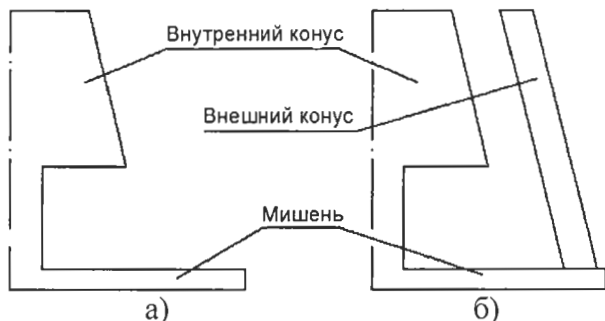 Внутренний конус
Внешний конус
Мишень
а)
б)